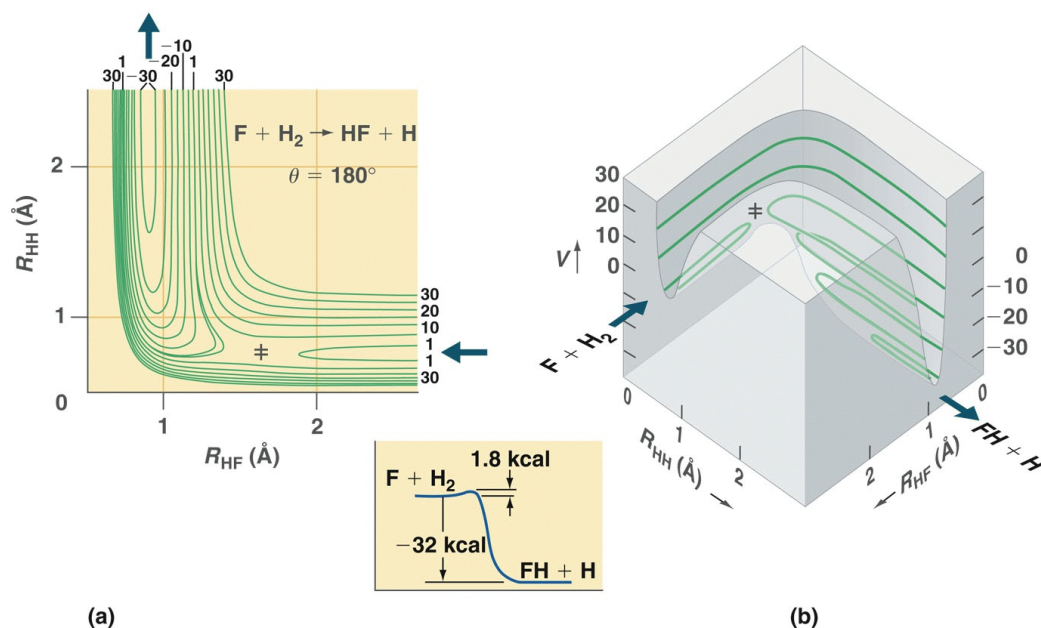 −10
1 −20 1
30 −30 30
F + H₂ → HF + H
θ = 180°
2
R_HH (Å)
1
0
30
20
10
1
1
30
‡
1 2
R_HF (Å)
F + H₂
1.8 kcal
−32 kcal
FH + H
(a)
30
20
10
0
V
‡
0
−10
−20
−30
F + H₂
FH + H
0 1 2
R_HH (Å)
2 1 0
R_HF (Å)
(b)